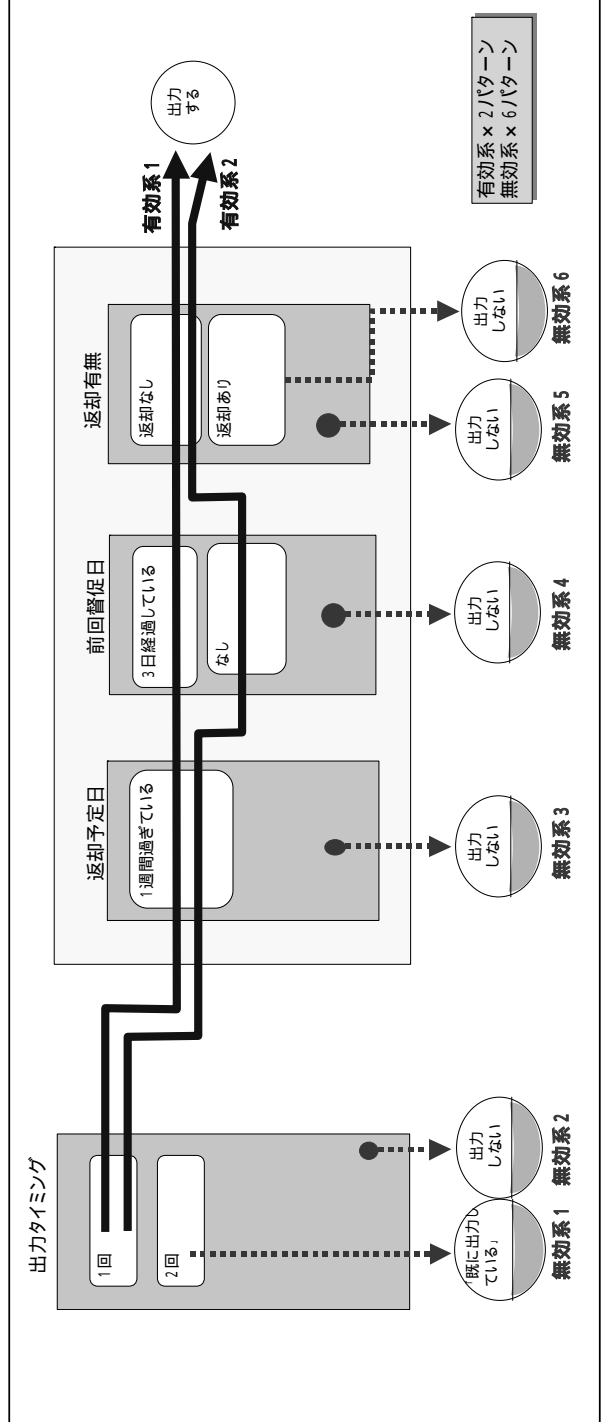 出力タイミング
1回
2回
返却予定日
1週間過ぎている
前回督促日
3日経過している
なし
返却有無
返却なし
返却あり
有効系1
有効系2
出力
する
「既に出力し
ている」
無効系1
出力
しない
無効系2
出力
しない
無効系3
出力
しない
無効系4
出力
しない
無効系5
出力
しない
無効系6
有効系×2パターン
無効系×6パターン